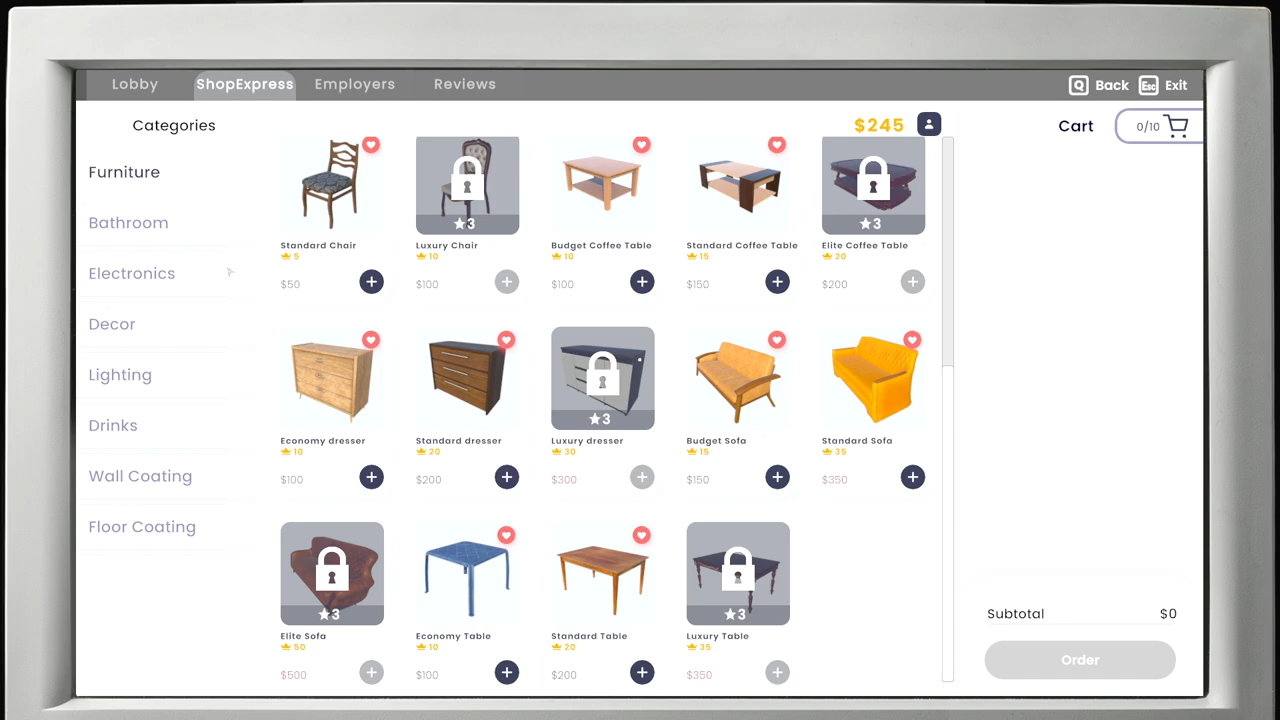 Lobby ShopExpress Employers Reviews Q Back Esc Exit
Categories $245 Cart 0/10
Furniture
Bathroom
Electronics
Decor
Lighting
Drinks
Wall Coating
Floor Coating
3 3
Standard Chair Luxury Chair Budget Coffee Table Standard Coffee Table Elite Coffee Table
5 10 10 15 20
$50 $100 $100 $150 $200
3
Economy dresser Standard dresser Luxury dresser Budget Sofa Standard Sofa
10 20 30 15 35
$100 $200 $300 $150 $350
3 3
Elite Sofa Economy Table Standard Table Luxury Table
50 10 20 35
$500 $100 $200 $350
Subtotal $0
Order